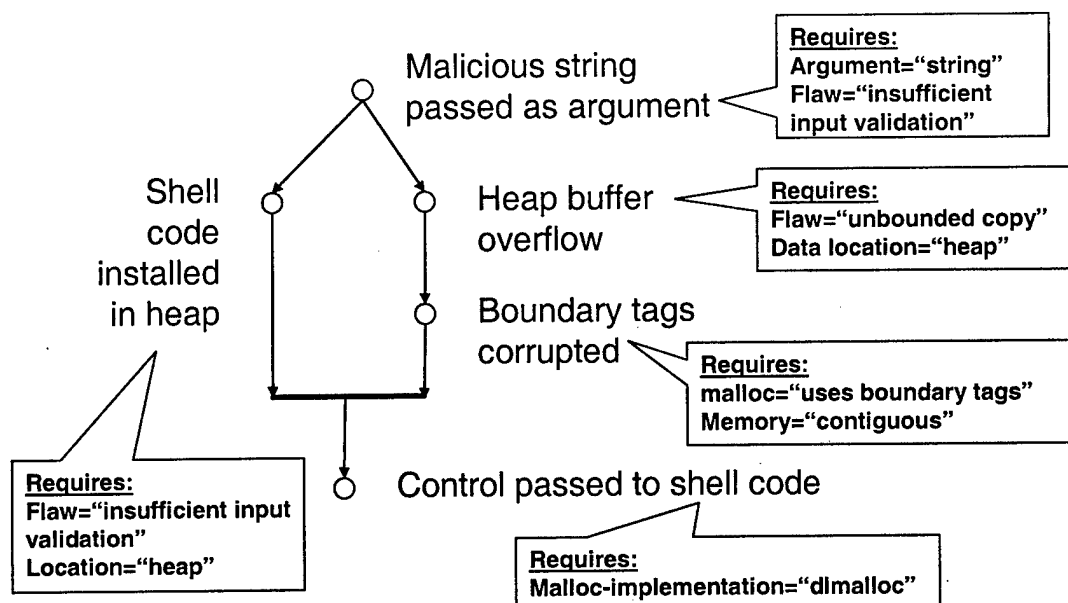 Malicious string
passed as argument
Requires:
Argument=“string”
Flaw=“insufficient
input validation”
Shell
code
installed
in heap
Heap buffer
overflow
Requires:
Flaw=“unbounded copy”
Data location=“heap”
Boundary tags
corrupted
Requires:
malloc=“uses boundary tags”
Memory=“contiguous”
Requires:
Flaw=“insufficient input
validation”
Location=“heap”
Control passed to shell code
Requires:
Malloc-implementation=“dlmalloc”